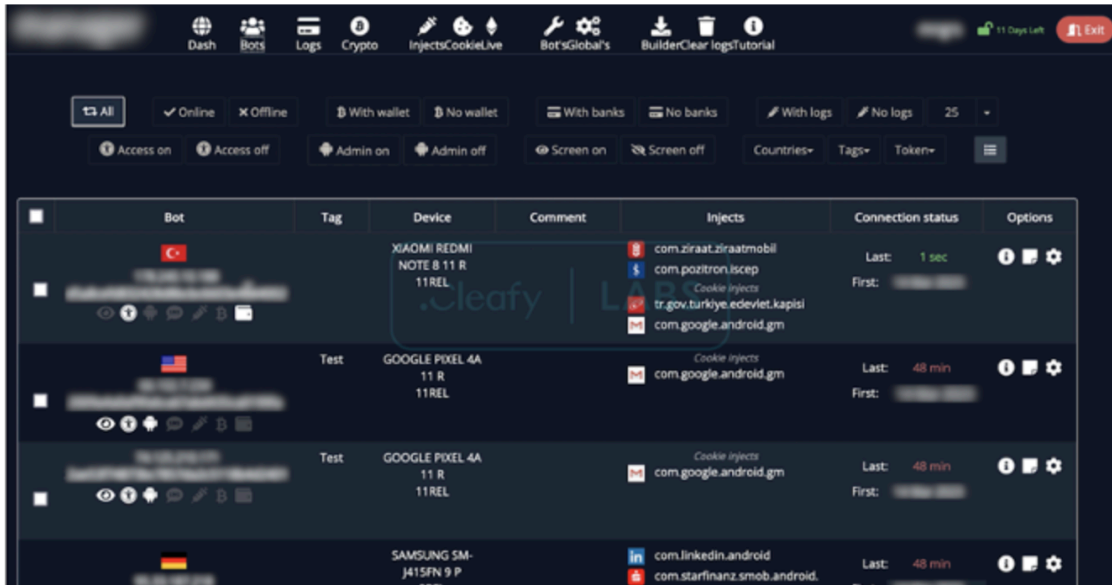 Dash Bots Logs Crypto InjectsCookieLive Bot'sGlobal's BuilderClear logsTutorial 11 Days Left Exit
All Online Offline With wallet No wallet With banks No banks With logs No logs 25
Access on Access off Admin on Admin off Screen on Screen off Countries Tags Token
Bot Tag Device Comment Injects Connection status Options
XIAOMI REDMI
NOTE 8 11 R
11REL
com.ziraat.ziraatmobil
com.pozitron.iscep
Cookie injects
tr.gov.turkiye.edevlet.kapisi
com.google.android.gm
Last: 1 sec
First:
.Cleafy | LABS
Test
GOOGLE PIXEL 4A
11 R
11REL
Cookie injects
com.google.android.gm
Last: 48 min
First:
Test
GOOGLE PIXEL 4A
11 R
11REL
Cookie injects
com.google.android.gm
Last: 48 min
First:
SAMSUNG SM-
J415FN 9 P
com.linkedin.android
com.starfinanz.smob.android.
Last: 48 min